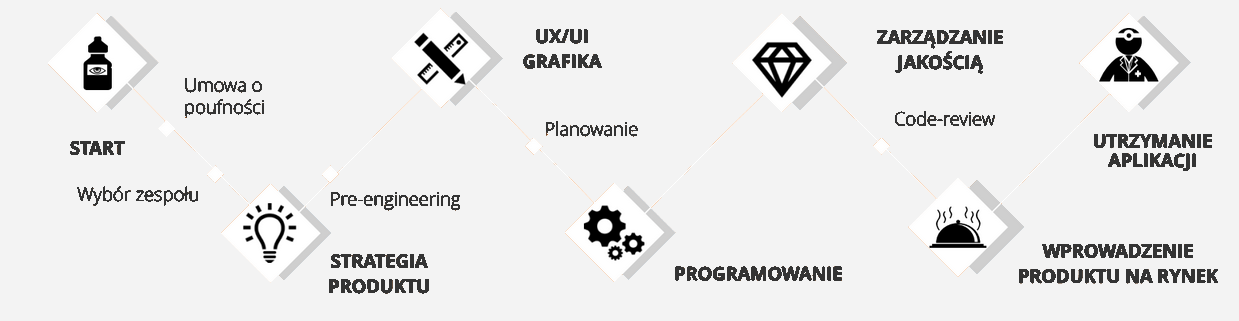 START
Umowa o
poufności
Wybór zespołu
STRATEGIA
PRODUKTU
Pre-engineering
UX/UI
GRAFIKA
Planowanie
PROGRAMOWANIE
ZARZĄDZANIE
JAKOŚCIĄ
Code-review
WPROWADZENIE
PRODUKTU NA RYNEK
UTRZYMANIE
APLIKACJI